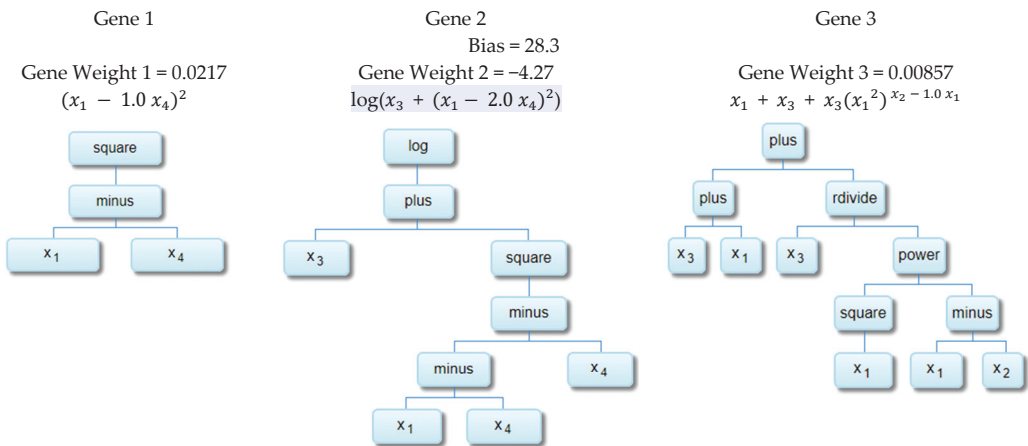 Gene 1
Gene Weight 1 = 0.0217
(x₁ − 1.0 x₄)²
square
minus
x₁ x₄
Gene 2
Bias = 28.3
Gene Weight 2 = −4.27
log(x₃ + (x₁ − 2.0 x₄)²)
log
plus
x₃ square
minus
minus x₄
x₁ x₄
Gene 3
Gene Weight 3 = 0.00857
x₁ + x₃ + x₃(x₁²)^{x₂ − 1.0 x₁}
plus
plus rdivide
x₃ x₁ x₃ power
square minus
x₁ x₁ x₂